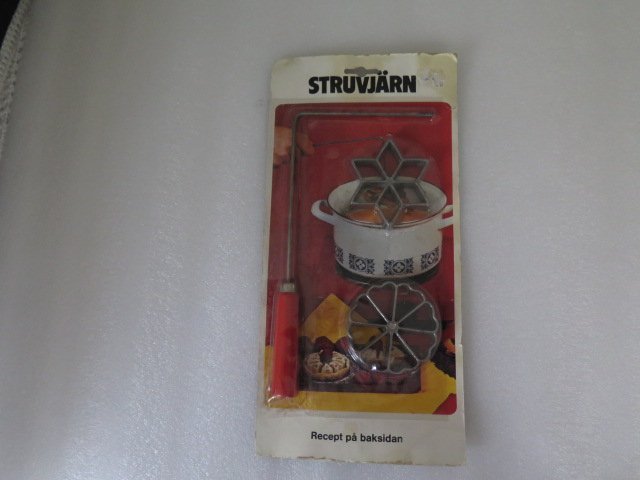 STRUVJÄRN
Recept på baksidan